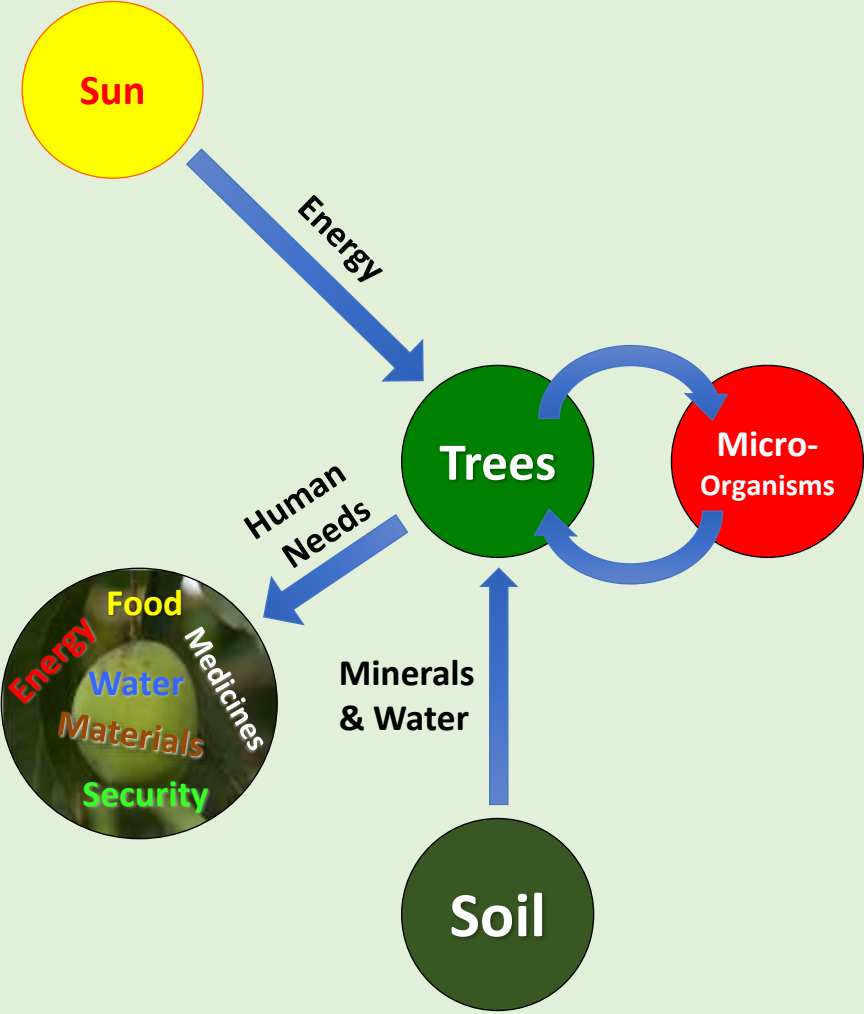 Sun
Energy
Trees
Micro-
Organisms
Human
Needs
Food
Energy
Medicines
Water
Materials
Security
Minerals
& Water
Soil